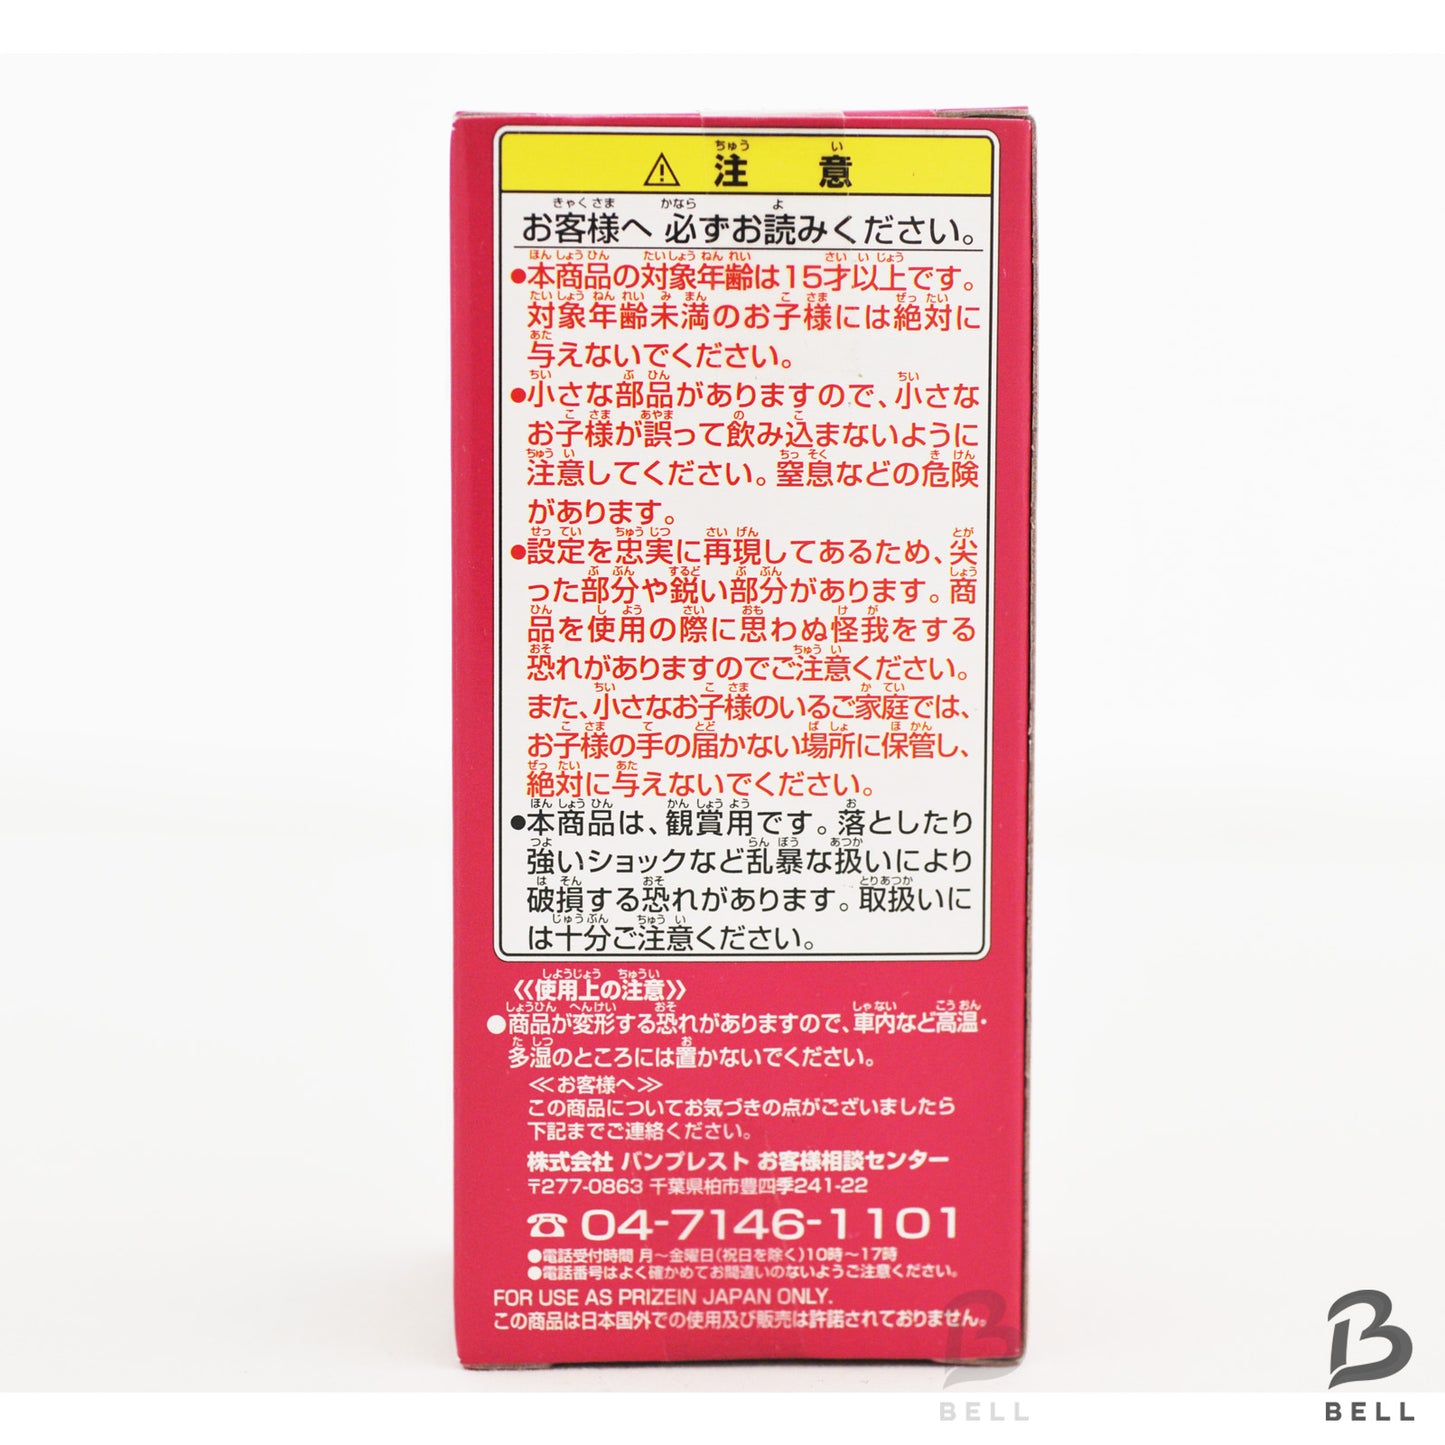 ⚠ 注 意
お客様へ 必ずお読みください。
●本商品の対象年齢は15才以上です。
対象年齢未満のお子様には絶対に
与えないでください。
●小さな部品がありますので、小さな
お子様が誤って飲み込まないように
注意してください。窒息などの危険
があります。
●設定を忠実に再現してあるため、尖
った部分や鋭い部分があります。商
品を使用の際に思わぬ怪我をする
恐れがありますのでご注意ください。
また、小さなお子様のいるご家庭では、
お子様の手の届かない場所に保管し、
絶対に与えないでください。
●本商品は、観賞用です。落としたり
強いショックなど乱暴な扱いにより
破損する恐れがあります。取扱いに
は十分ご注意ください。
《使用上の注意》
●商品が変形する恐れがありますので、車内など高温・
多湿のところには置かないでください。
≪お客様へ≫
この商品についてお気づきの点がございましたら
下記までご連絡ください。
株式会社 バンプレスト お客様相談センター
〒277-0863 千葉県柏市豊四季241-22
☎ 04-7146-1101
●電話受付時間 月〜金曜日(祝日を除く)10時〜17時
●電話番号はよく確かめてお間違いのないようご注意ください。
FOR USE AS PRIZEIN JAPAN ONLY.
この商品は日本国外での使用及び販売は許諾されておりません。
BELL
BELL